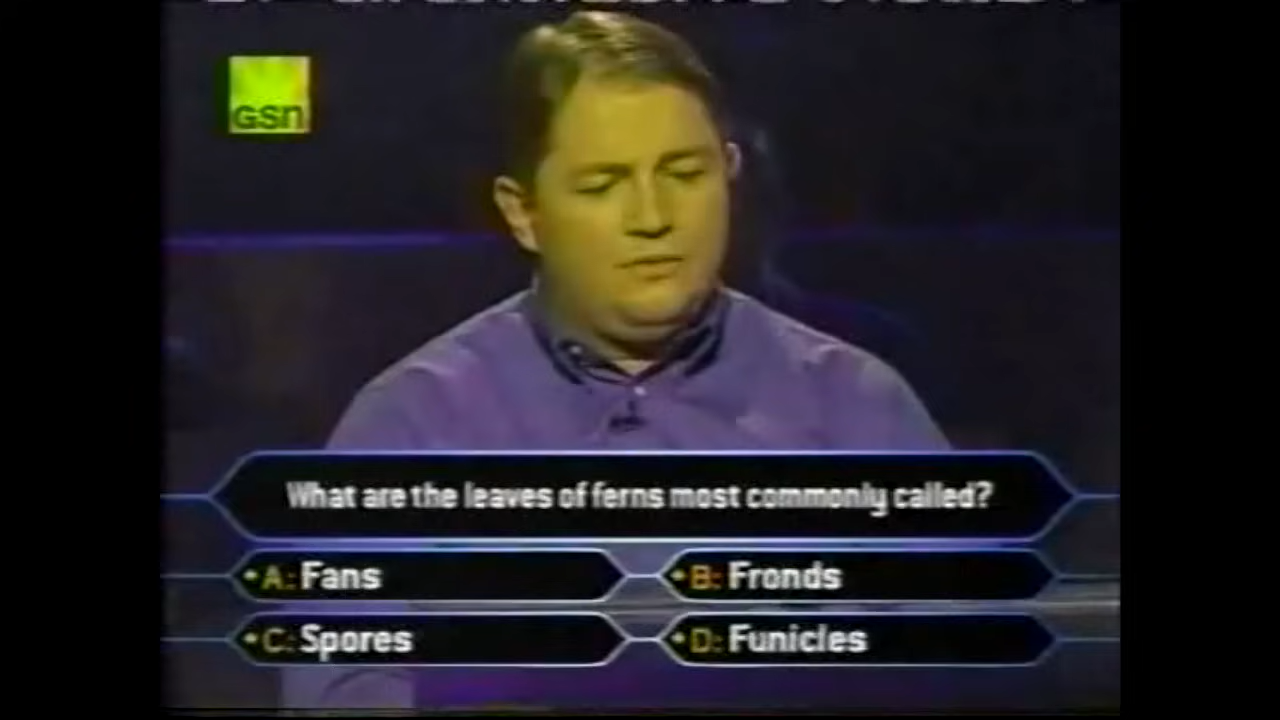 GSN
What are the leaves of ferns most commonly called?
A: Fans
B: Fronds
C: Spores
D: Funicles